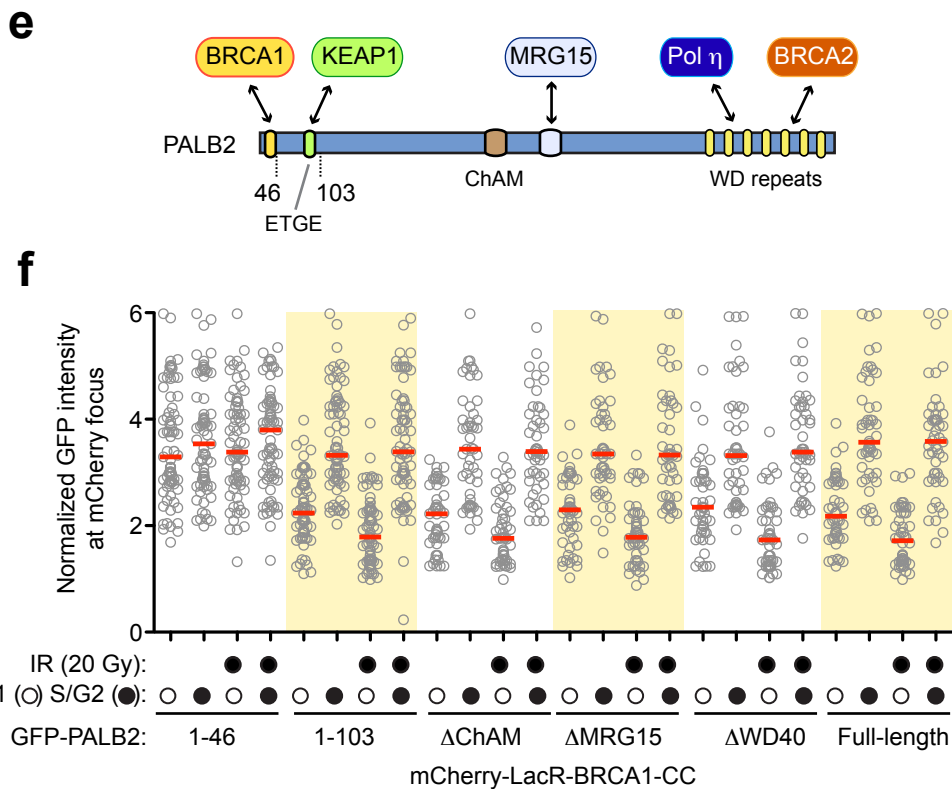 e
BRCA1 KEAP1 MRG15 Pol η BRCA2
PALB2
46 103 ChAM WD repeats
ETGE
f
Normalized GFP intensity
at mCherry focus
6
4
2
0
IR (20 Gy):
1 (○) S/G2 (●):
GFP-PALB2: 1-46 1-103 ΔChAM ΔMRG15 ΔWD40 Full-length
mCherry-LacR-BRCA1-CC